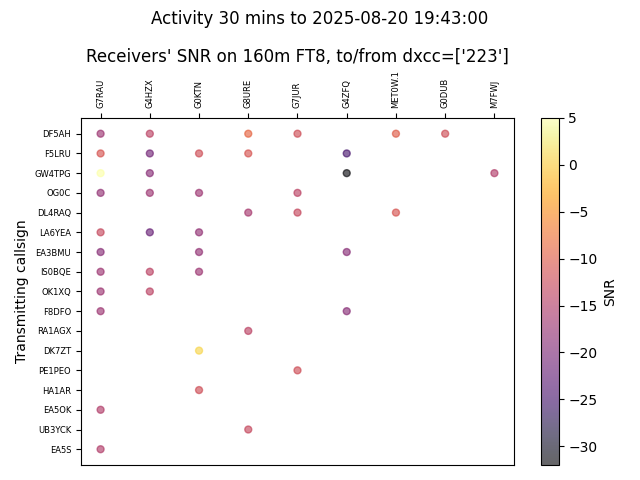 Activity 30 mins to 2025-08-20 19:43:00
Receivers' SNR on 160m FT8, to/from dxcc=['223']
G7RAU
G4HZX
G0KTN
G8URE
G7JUR
G4ZFQ
MET0W.1
G0DUB
M7FWJ
DF5AH
F5LRU
GW4TPG
OG0C
DL4RAQ
LA6YEA
EA3BMU
IS0BQE
OK1XQ
F8DFO
RA1AGX
DK7ZT
PE1PEO
HA1AR
EA5OK
UB3YCK
EA5S
Transmitting callsign
5
0
−5
−10
−15
−20
−25
−30
SNR